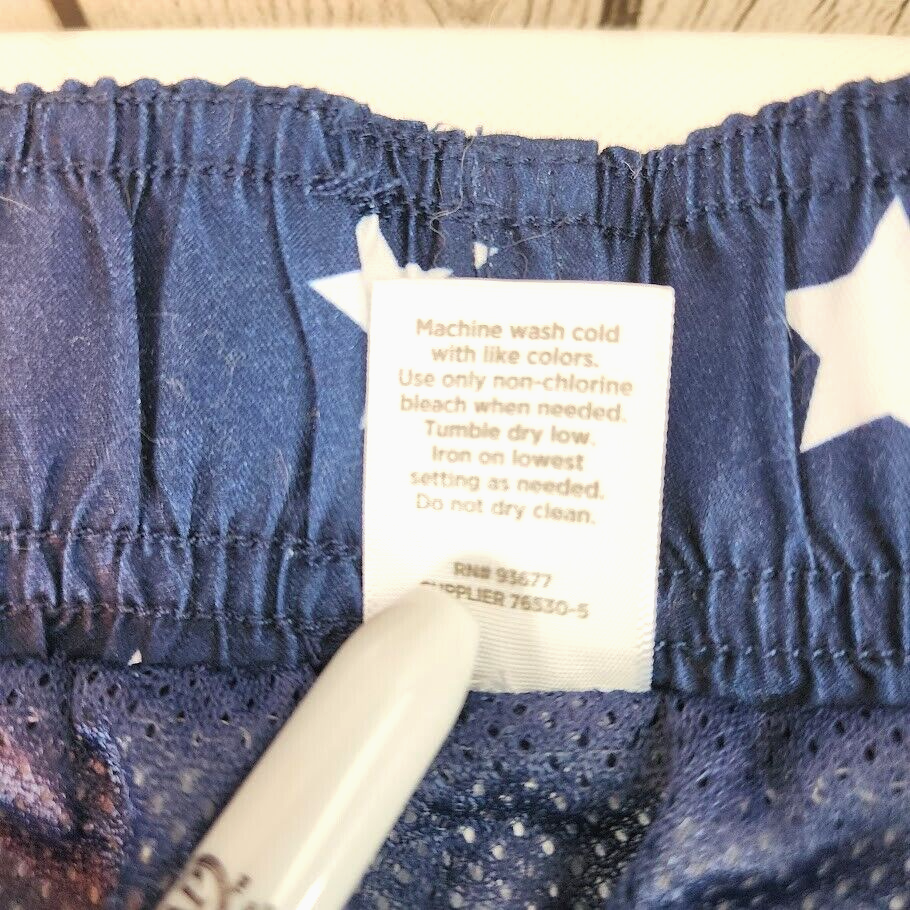 Machine wash cold
with like colors.
Use only non-chlorine
bleach when needed.
Tumble dry low.
Iron on lowest
setting as needed.
Do not dry clean.
RN# 93677
SUPPLIER 76530-5